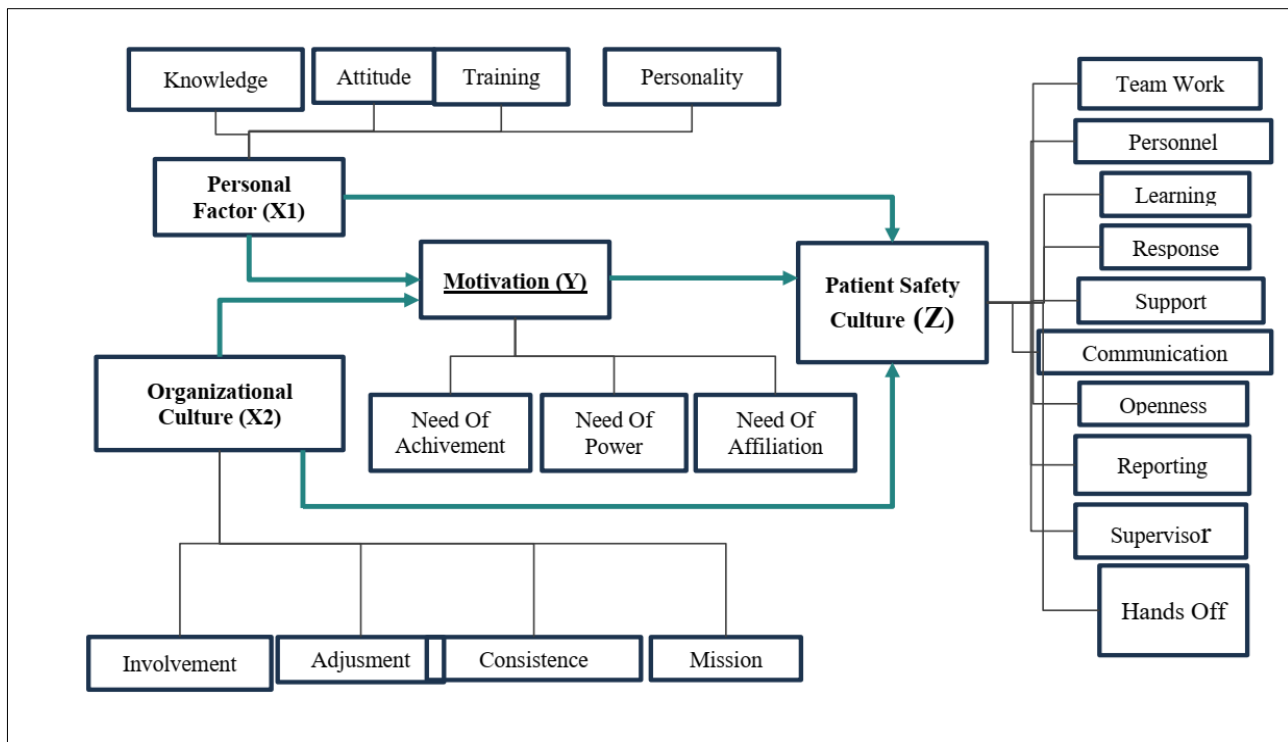 Knowledge
Attitude
Training
Personality
Personal
Factor (X1)
Motivation (Y)
Organizational
Culture (X2)
Need Of
Achivement
Need Of
Power
Need Of
Affiliation
Involvement
Adjusment
Consistence
Mission
Patient Safety
Culture (Z)
Team Work
Personnel
Learning
Response
Support
Communication
Openness
Reporting
Supervisor
Hands Off